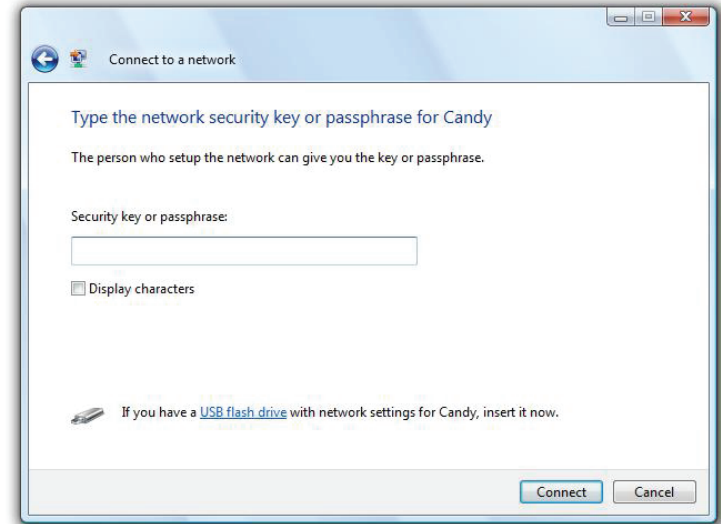 Connect to a network
Type the network security key or passphrase for Candy
The person who setup the network can give you the key or passphrase.
Security key or passphrase:
Display characters
If you have a USB flash drive with network settings for Candy, insert it now.
Connect
Cancel